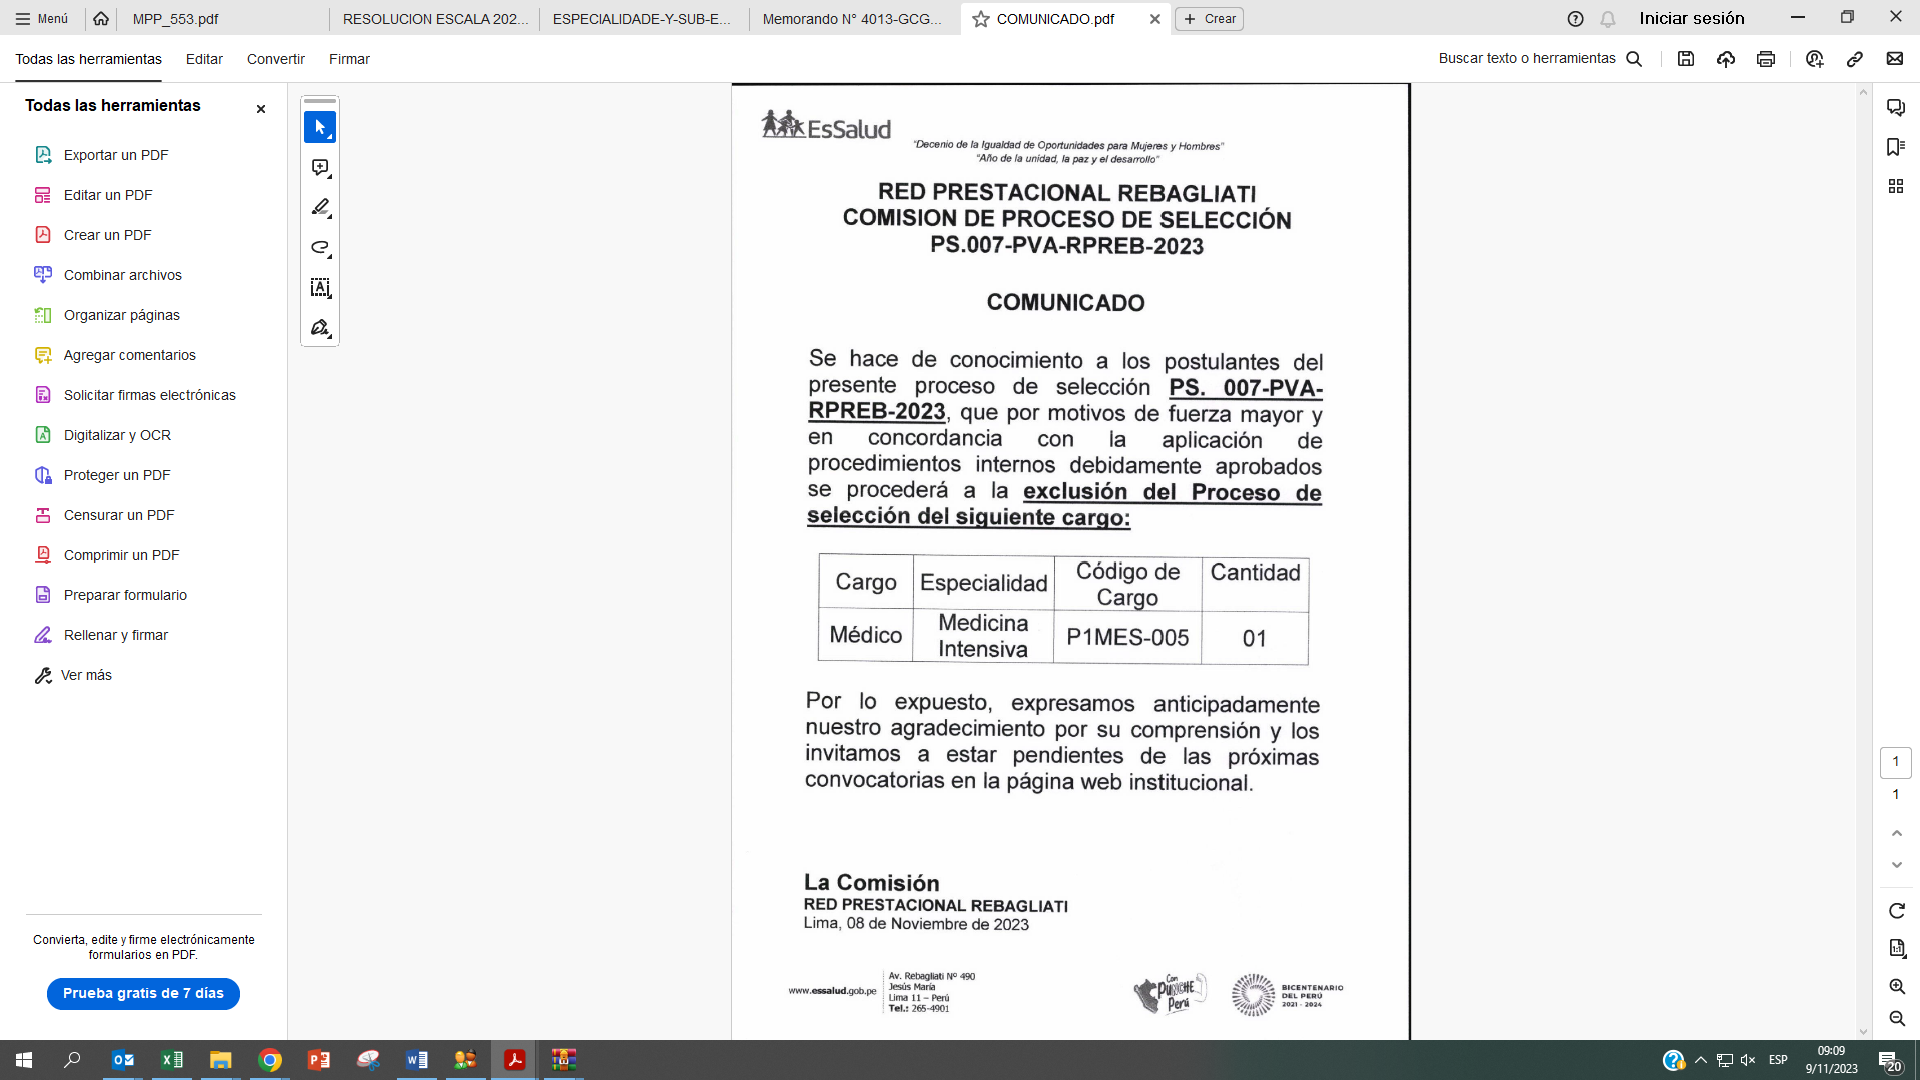 Menú
MPP_553.pdf
RESOLUCION ESCALA 202...
ESPECIALIDADE-Y-SUB-E...
Memorando N° 4013-GCG...
COMUNICADO.pdf
Crear
Iniciar sesión
Todas las herramientas
Editar
Convertir
Firmar
Buscar texto o herramientas
Todas las herramientas
Exportar un PDF
Editar un PDF
Crear un PDF
Combinar archivos
Organizar páginas
Agregar comentarios
Solicitar firmas electrónicas
Digitalizar y OCR
Proteger un PDF
Censurar un PDF
Comprimir un PDF
Preparar formulario
Rellenar y firmar
Ver más
Convierta, edite y firme electrónicamente
formularios en PDF.
Prueba gratis de 7 días
EsSalud
"Decenio de la Igualdad de Oportunidades para Mujeres y Hombres"
"Año de la unidad, la paz y el desarrollo"
RED PRESTACIONAL REBAGLIATI
COMISION DE PROCESO DE SELECCIÓN
PS.007-PVA-RPREB-2023
COMUNICADO
Se hace de conocimiento a los postulantes del
presente proceso de selección PS. 007-PVA-
RPREB-2023, que por motivos de fuerza mayor y
en concordancia con la aplicación de
procedimientos internos debidamente aprobados
se procederá a la exclusión del Proceso de
selección del siguiente cargo:
Cargo
Especialidad
Código de
Cargo
Cantidad
Médico
Medicina
Intensiva
P1MES-005
01
Por lo expuesto, expresamos anticipadamente
nuestro agradecimiento por su comprensión y los
invitamos a estar pendientes de las próximas
convocatorias en la página web institucional.
La Comisión
RED PRESTACIONAL REBAGLIATI
Lima, 08 de Noviembre de 2023
www.essalud.gob.pe
Av. Rebagliati Nº 490
Jesús María
Lima 11 – Perú
Tel.: 265-4901
Con
PUNCHE
Perú
BICENTENARIO
DEL PERÚ
2021 - 2024
1
1
ESP
09:09
9/11/2023
20